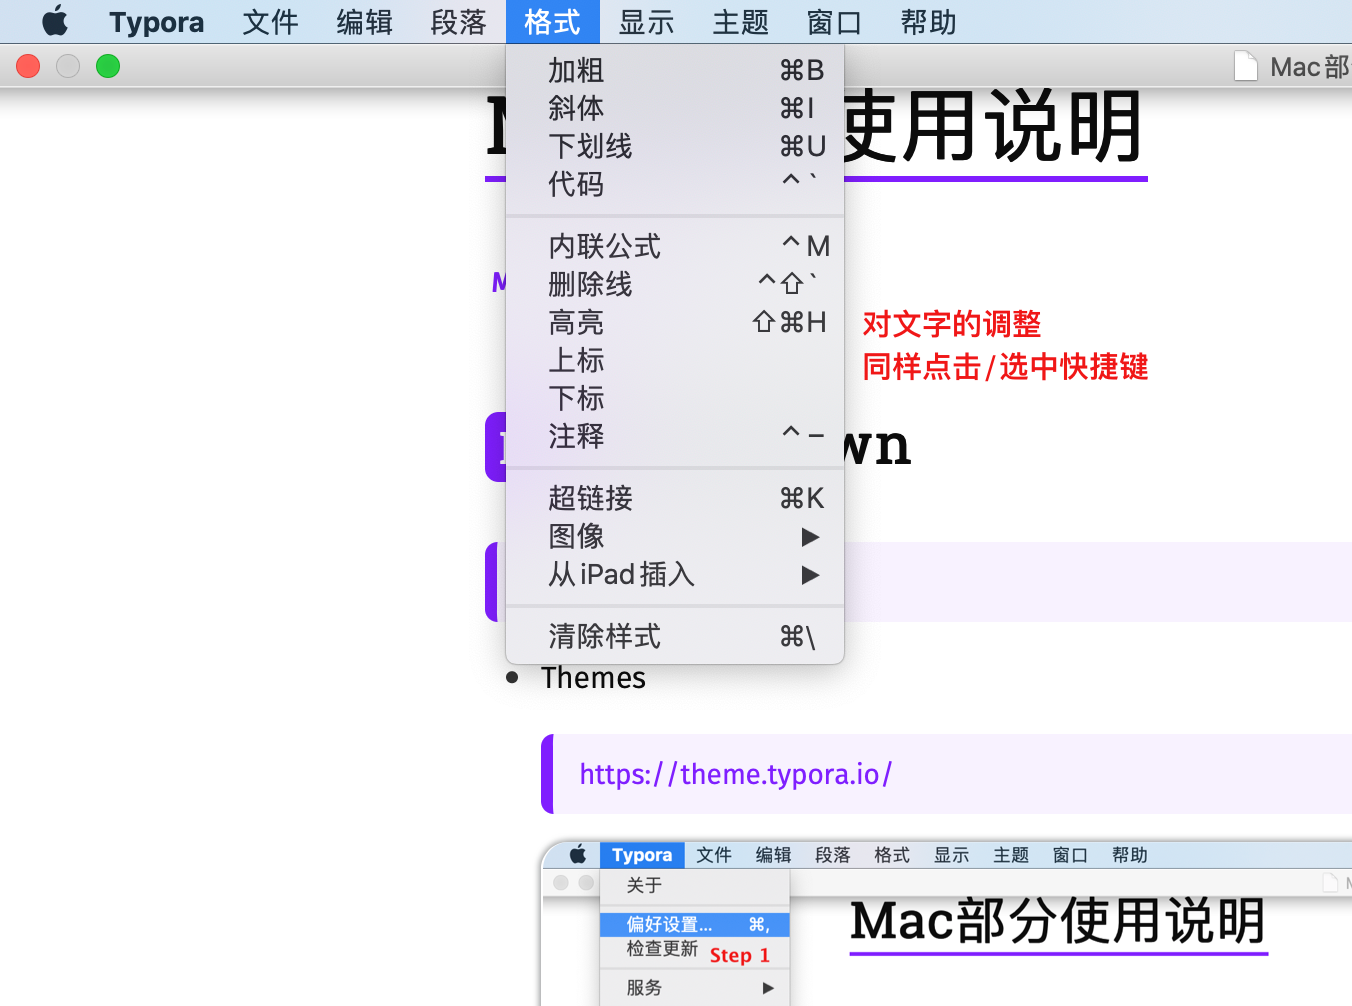 Typora 文件 编辑 段落 格式 显示 主题 窗口 帮助
Mac部
使用说明
加粗 ⌘B
斜体 ⌘I
下划线 ⌘U
代码 ^`
内联公式 ^M
删除线 ^⇧`
高亮 ⇧⌘H
上标
下标
注释 ^–
超链接 ⌘K
图像 ▶
从iPad插入 ▶
清除样式 ⌘\
对文字的调整
同样点击/选中快捷键
wn
Themes
https://theme.typora.io/
Typora 文件 编辑 段落 格式 显示 主题 窗口 帮助
关于
偏好设置... ⌘,
检查更新 Step 1
服务 ▶
Mac部分使用说明